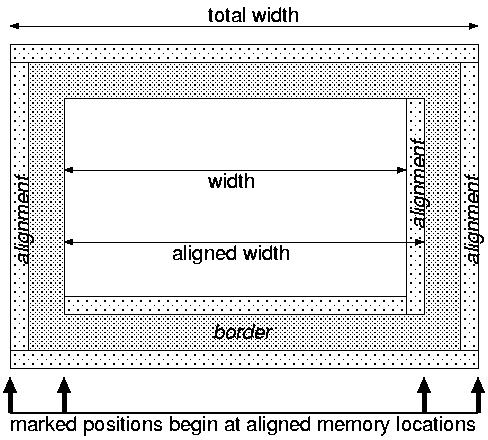 total width
width
alignment
alignment
alignment
aligned width
border
marked positions begin at aligned memory locations